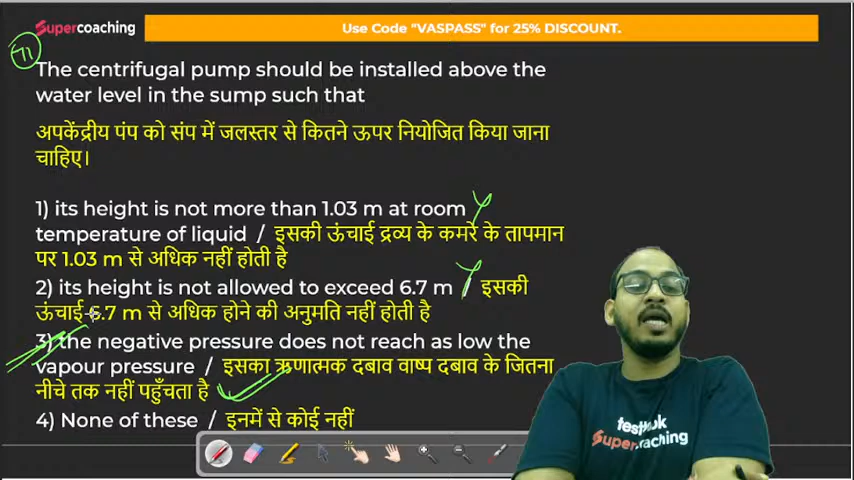 Supercoaching
Use Code "VASPASS" for 25% DISCOUNT.
71
The centrifugal pump should be installed above the
water level in the sump such that
अपकेंद्रीय पंप को संप में जलस्तर से कितने ऊपर नियोजित किया जाना
चाहिए।
1) its height is not more than 1.03 m at room
temperature of liquid / इसकी ऊंचाई द्रव्य के कमरे के तापमान
पर 1.03 m से अधिक नहीं होती है
2) its height is not allowed to exceed 6.7 m / इसकी
ऊंचाई 6.7 m से अधिक होने की अनुमति नहीं होती है
3) the negative pressure does not reach as low the
vapour pressure / इसका ऋणात्मक दबाव वाष्प दबाव के जितना
नीचे तक नहीं पहुँचता है
4) None of these / इनमें से कोई नहीं
testbook
Supercoaching